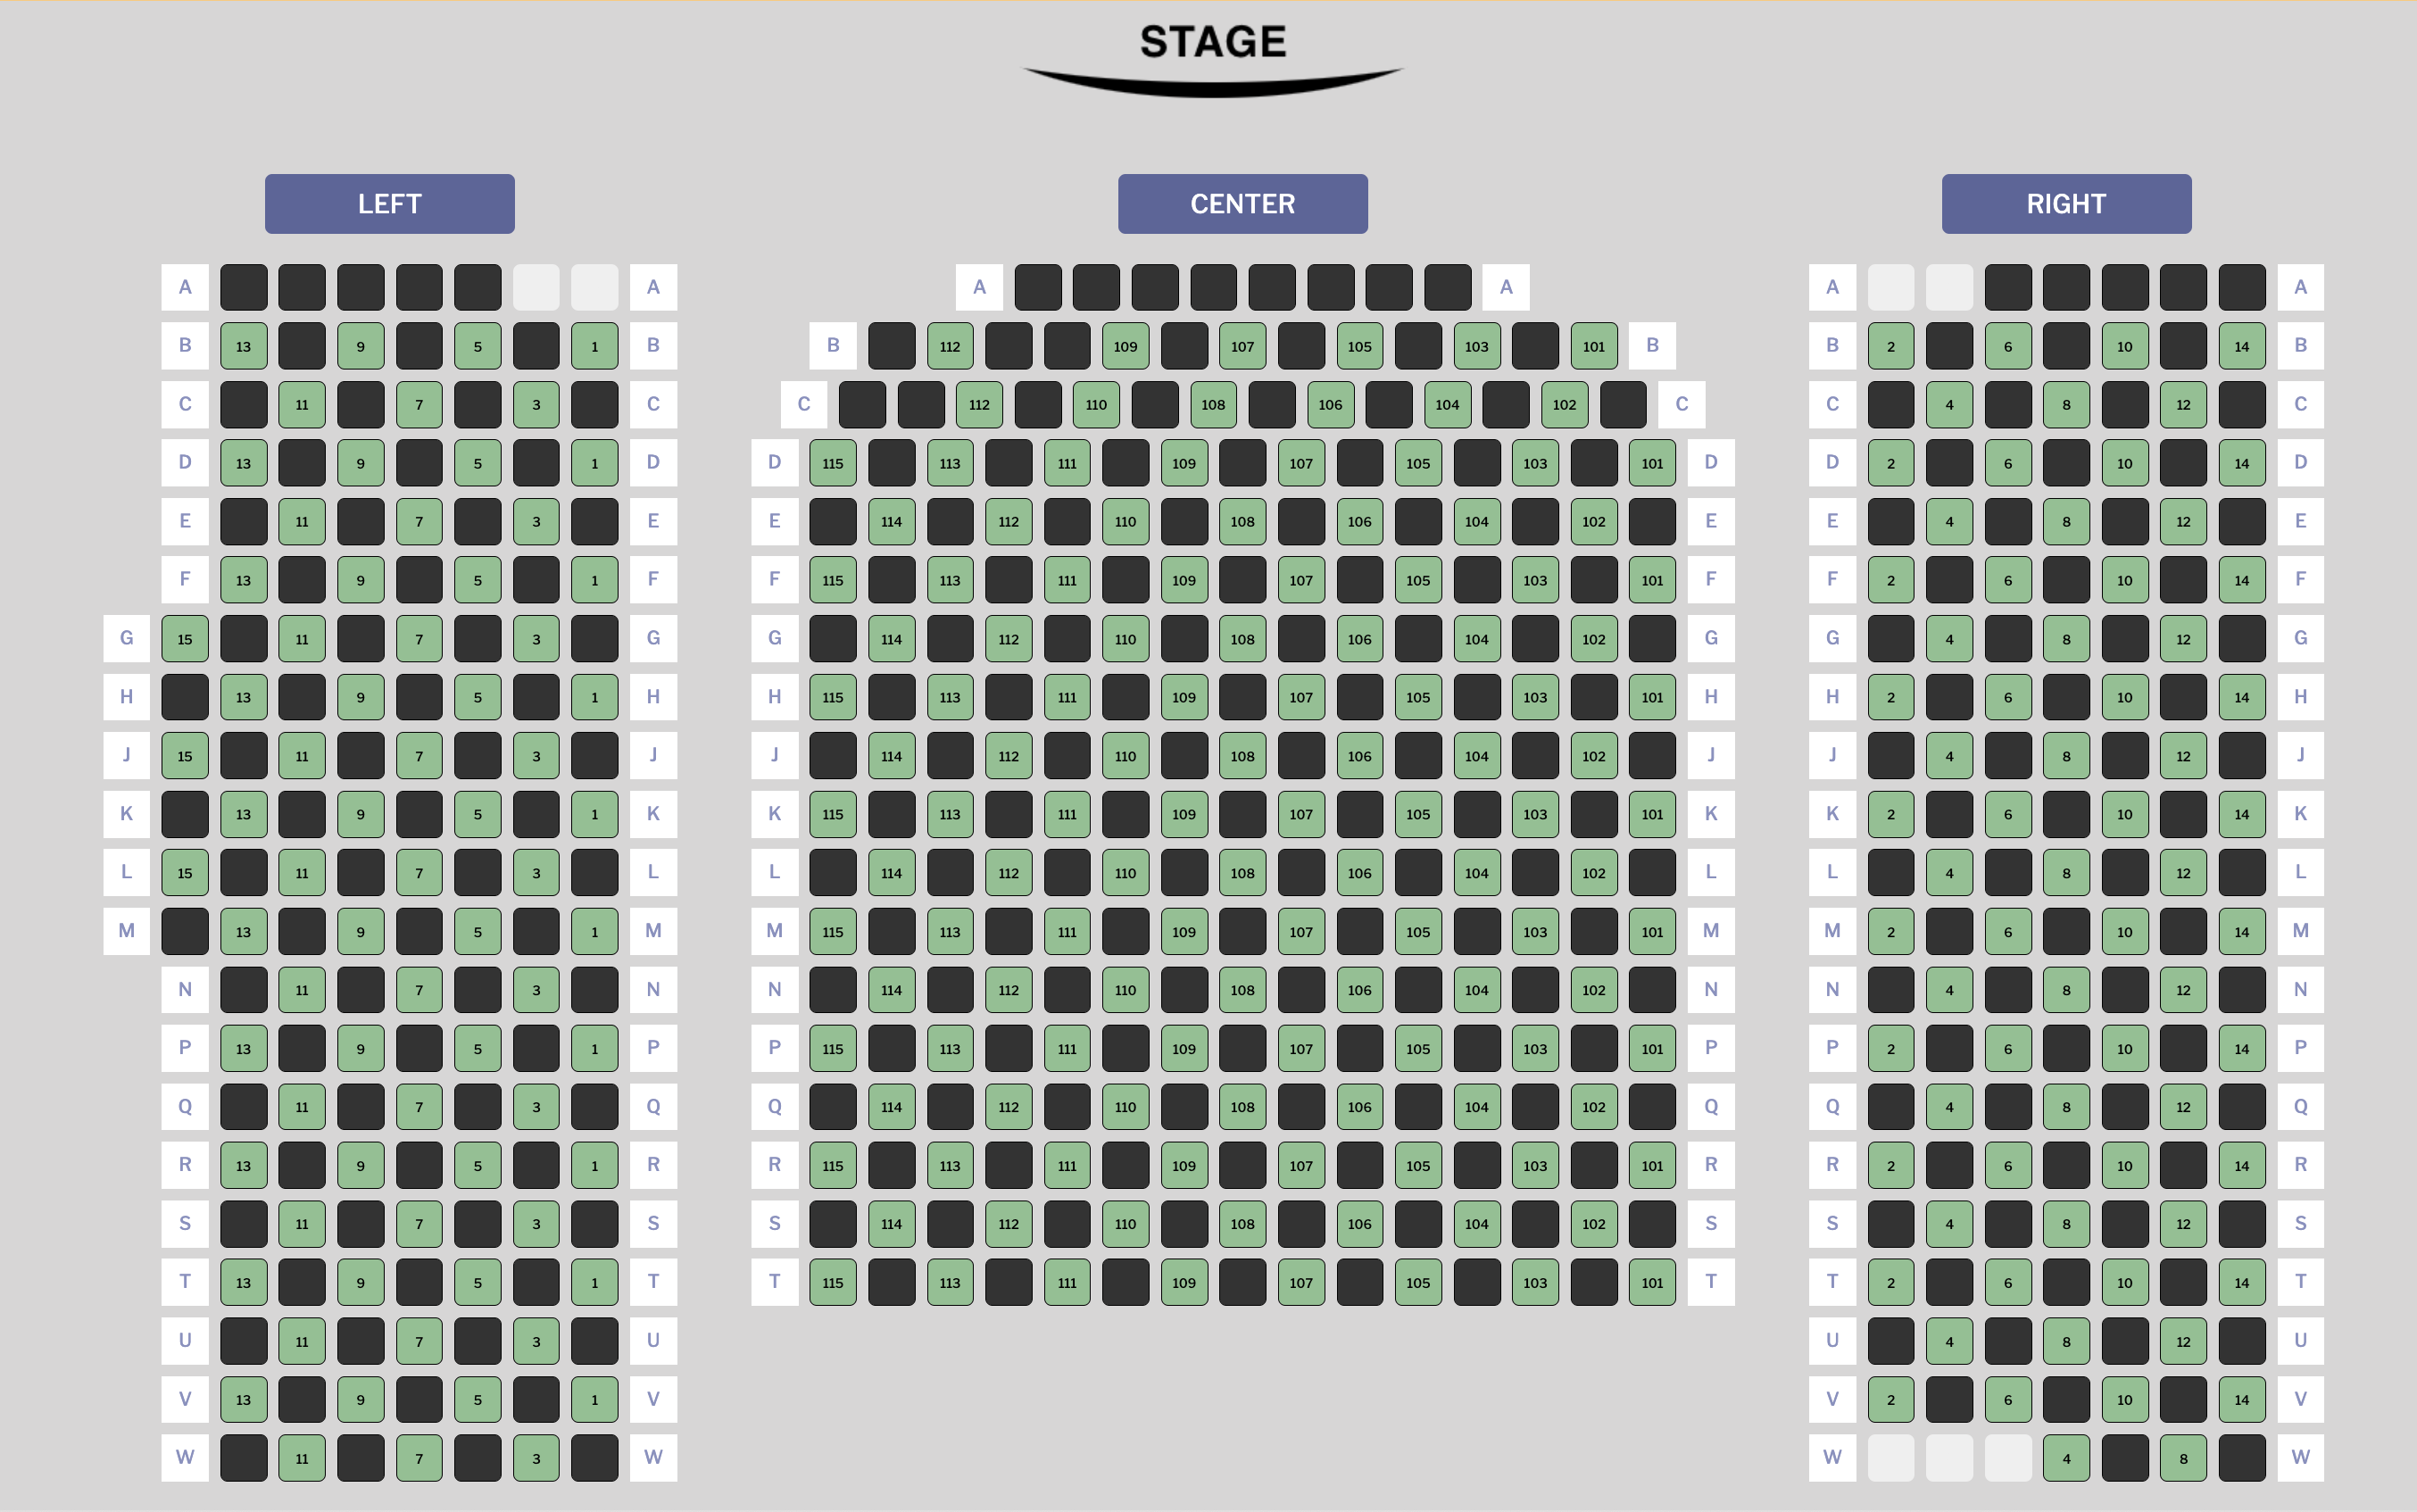 STAGE
LEFT CENTER RIGHT
A A A A A A
B 13 9 5 1 B B 112 109 107 105 103 101 B B 2 6 10 14 B
C 11 7 3 C C 112 110 108 106 104 102 C C 4 8 12 C
D 13 9 5 1 D D 115 113 111 109 107 105 103 101 D D 2 6 10 14 D
E 11 7 3 E E 114 112 110 108 106 104 102 E E 4 8 12 E
F 13 9 5 1 F F 115 113 111 109 107 105 103 101 F F 2 6 10 14 F
G 15 11 7 3 G G 114 112 110 108 106 104 102 G G 4 8 12 G
H 13 9 5 1 H H 115 113 111 109 107 105 103 101 H H 2 6 10 14 H
J 15 11 7 3 J J 114 112 110 108 106 104 102 J J 4 8 12 J
K 13 9 5 1 K K 115 113 111 109 107 105 103 101 K K 2 6 10 14 K
L 15 11 7 3 L L 114 112 110 108 106 104 102 L L 4 8 12 L
M 13 9 5 1 M M 115 113 111 109 107 105 103 101 M M 2 6 10 14 M
N 11 7 3 N N 114 112 110 108 106 104 102 N N 4 8 12 N
P 13 9 5 1 P P 115 113 111 109 107 105 103 101 P P 2 6 10 14 P
Q 11 7 3 Q Q 114 112 110 108 106 104 102 Q Q 4 8 12 Q
R 13 9 5 1 R R 115 113 111 109 107 105 103 101 R R 2 6 10 14 R
S 11 7 3 S S 114 112 110 108 106 104 102 S S 4 8 12 S
T 13 9 5 1 T T 115 113 111 109 107 105 103 101 T T 2 6 10 14 T
U 11 7 3 U U 4 8 12 U
V 13 9 5 1 V V 2 6 10 14 V
W 11 7 3 W W 4 8 W